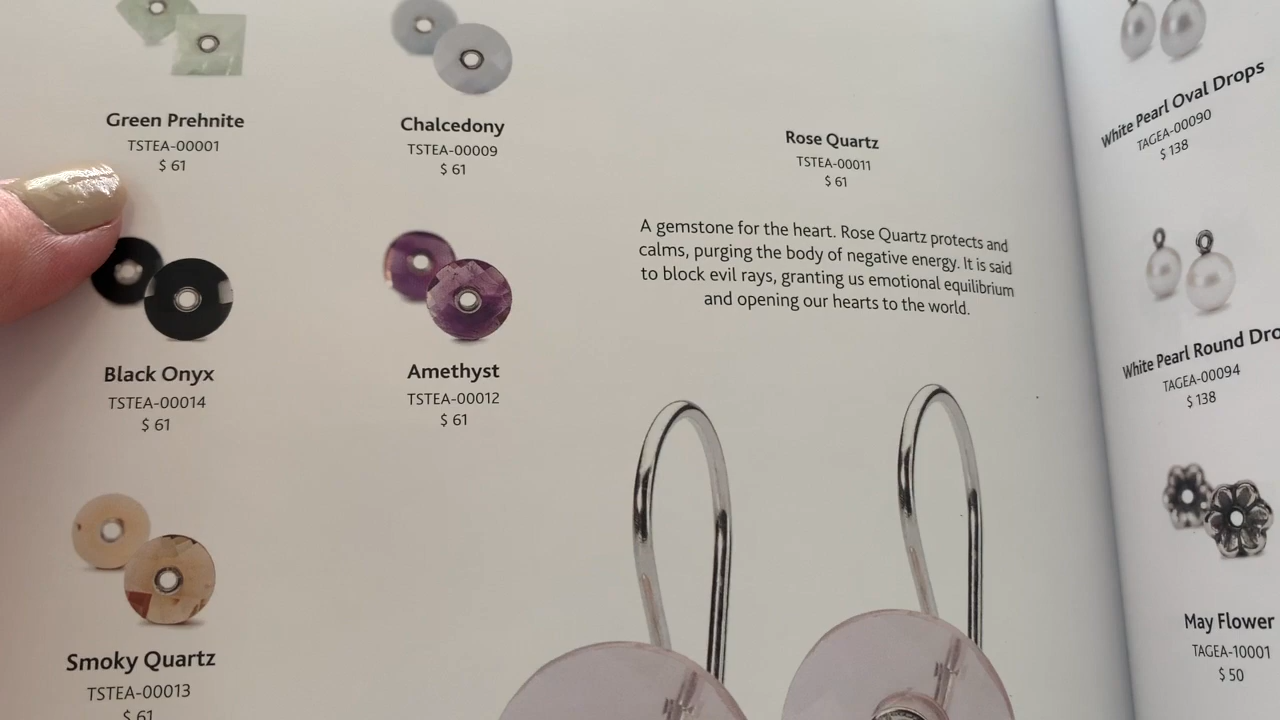 Green Prehnite
TSTEA-00001
$ 61
Chalcedony
TSTEA-00009
$ 61
Rose Quartz
TSTEA-00011
$ 61
A gemstone for the heart. Rose Quartz protects and
calms, purging the body of negative energy. It is said
to block evil rays, granting us emotional equilibrium
and opening our hearts to the world.
Black Onyx
TSTEA-00014
$ 61
Amethyst
TSTEA-00012
$ 61
Smoky Quartz
TSTEA-00013
$ 61
White Pearl Oval Drops
TAGEA-00090
$ 138
White Pearl Round Dro
TAGEA-00094
$ 138
May Flower
TAGEA-10001
$ 50